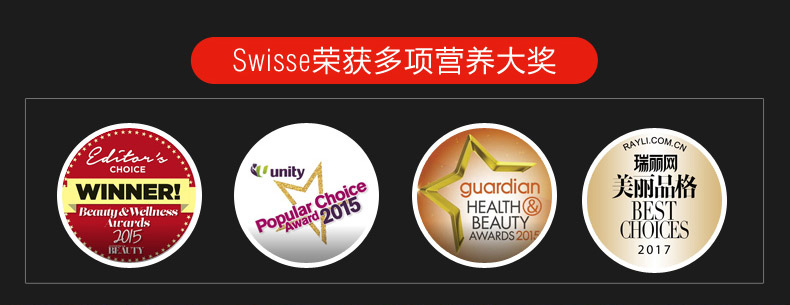 Swisse荣获多项营养大奖
Editor's
CHOICE
WINNER!
Beauty & Wellness
Awards
2015
BEAUTY
unity
Popular Choice
Award 2015
guardian
HEALTH &
BEAUTY
AWARDS 2015
RAYLI.COM.CN
瑞丽网
美丽品格
BEST
CHOICES
2017